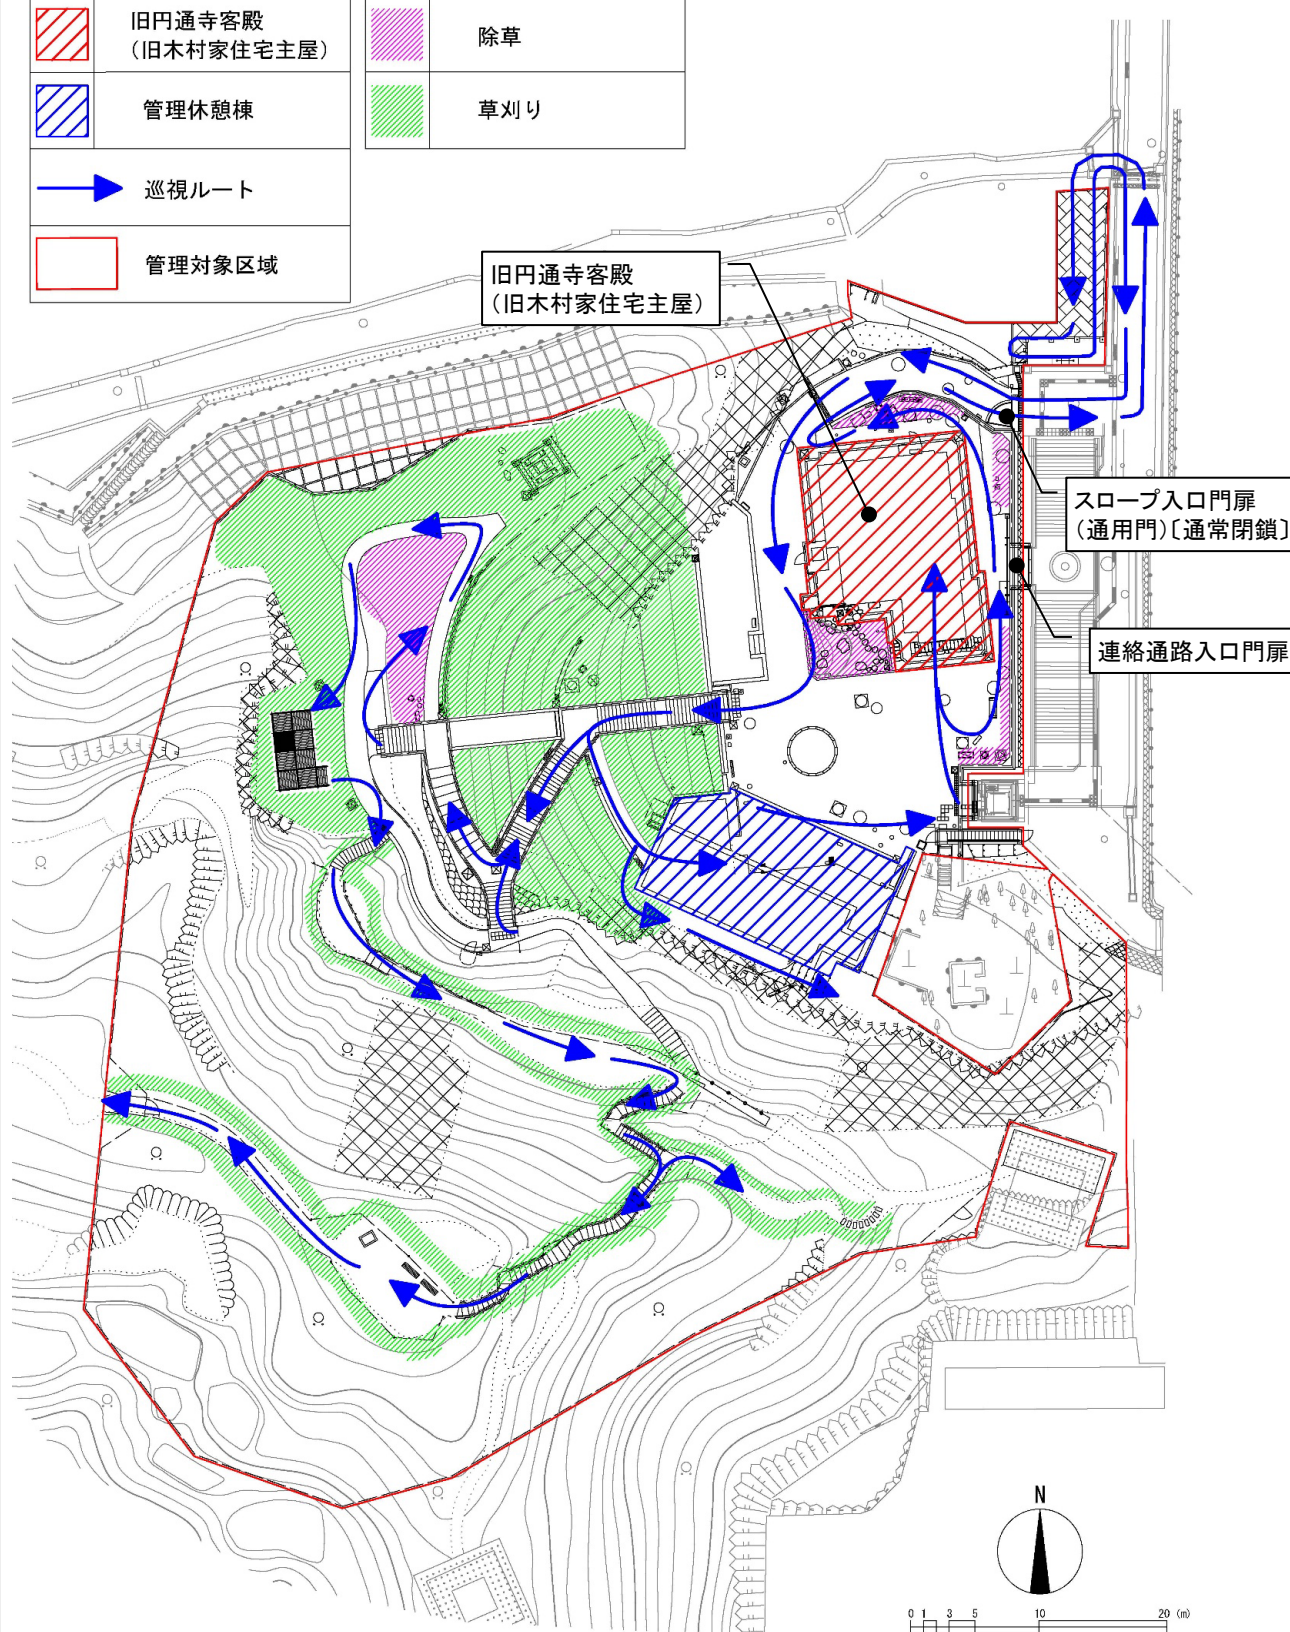 旧円通寺客殿
(旧木村家住宅主屋)
除草
管理休憩棟
草刈り
巡視ルート
管理対象区域
旧円通寺客殿
(旧木村家住宅主屋)
スロープ入口門扉
(通用門)〔通常閉鎖〕
連絡通路入口門扉
N
0 1 3 5 10 20 (m)